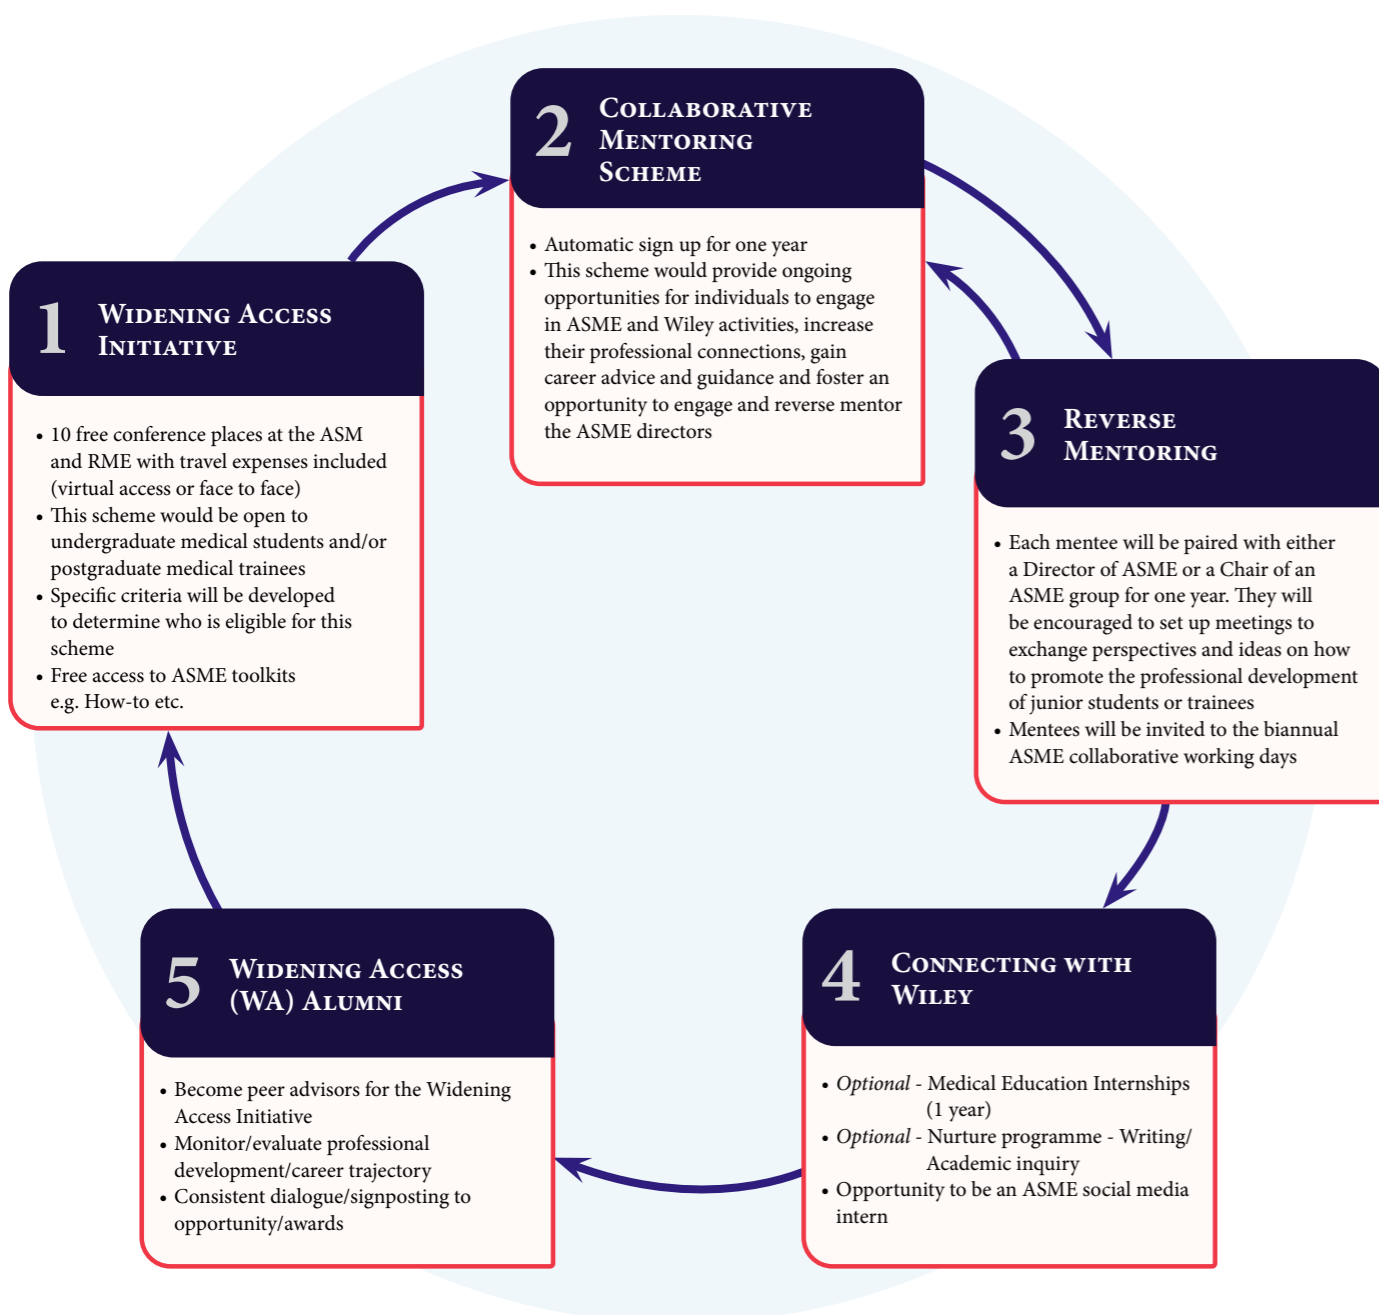 1
WIDENING ACCESS
INITIATIVE
• 10 free conference places at the ASM
and RME with travel expenses included
(virtual access or face to face)
• This scheme would be open to
undergraduate medical students and/or
postgraduate medical trainees
• Specific criteria will be developed
to determine who is eligible for this
scheme
• Free access to ASME toolkits
e.g. How-to etc.
2
COLLABORATIVE
MENTORING
SCHEME
• Automatic sign up for one year
• This scheme would provide ongoing
opportunities for individuals to engage
in ASME and Wiley activities, increase
their professional connections, gain
career advice and guidance and foster an
opportunity to engage and reverse mentor
the ASME directors
3
REVERSE
MENTORING
• Each mentee will be paired with either
a Director of ASME or a Chair of an
ASME group for one year. They will
be encouraged to set up meetings to
exchange perspectives and ideas on how
to promote the professional development
of junior students or trainees
• Mentees will be invited to the biannual
ASME collaborative working days
4
CONNECTING WITH
WILEY
• Optional - Medical Education Internships
(1 year)
• Optional - Nurture programme - Writing/
Academic inquiry
• Opportunity to be an ASME social media
intern
5
WIDENING ACCESS
(WA) ALUMNI
• Become peer advisors for the Widening
Access Initiative
• Monitor/evaluate professional
development/career trajectory
• Consistent dialogue/signposting to
opportunity/awards